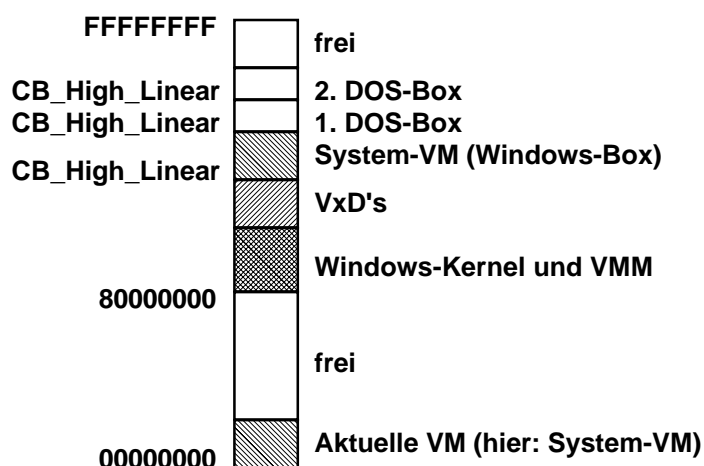 FFFFFFFF
frei
CB_High_Linear 2. DOS-Box
CB_High_Linear 1. DOS-Box
System-VM (Windows-Box)
CB_High_Linear
VxD's
Windows-Kernel und VMM
80000000
frei
Aktuelle VM (hier: System-VM)
00000000